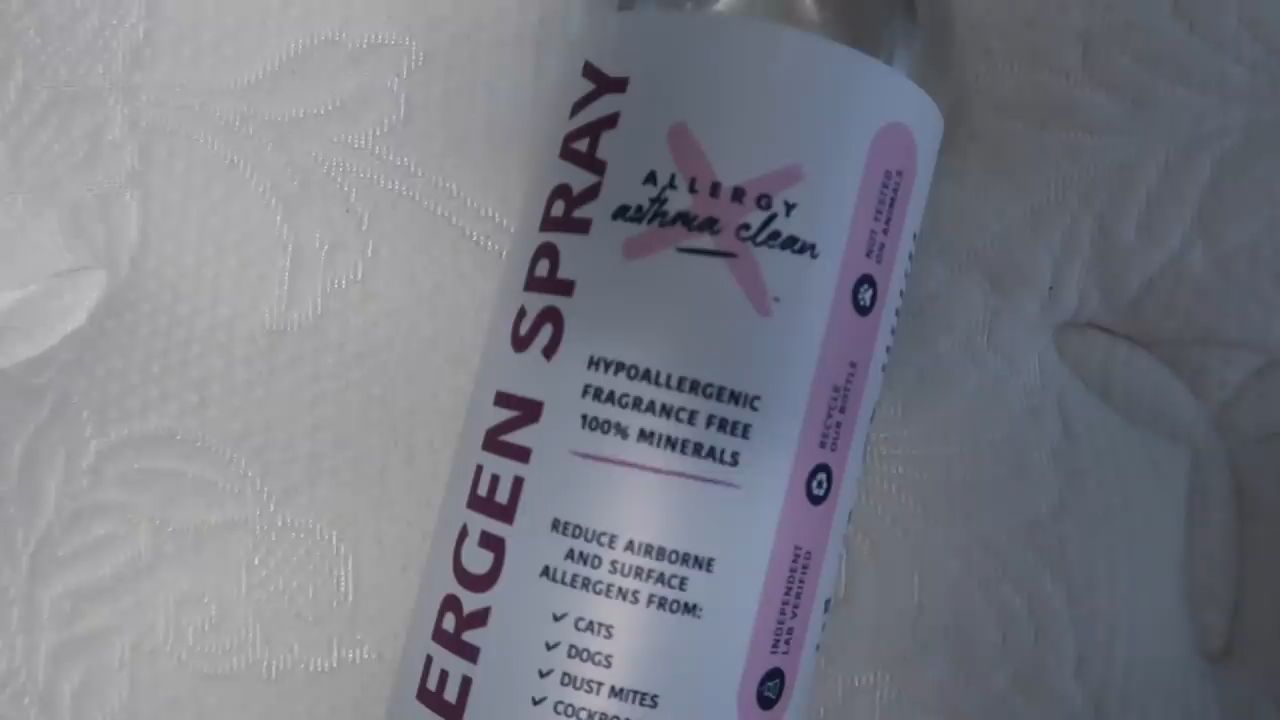 ERGEN SPRAY
ALLERGY
asthma clean
HYPOALLERGENIC
FRAGRANCE FREE
100% MINERALS
REDUCE AIRBORNE
AND SURFACE
ALLERGENS FROM:
✓ CATS
✓ DOGS
✓ DUST MITES
✓ COCKROA
NOT TESTED
ON ANIMALS
RECYCLE
OUR BOTTLE
INDEPENDENT
LAB VERIFIED